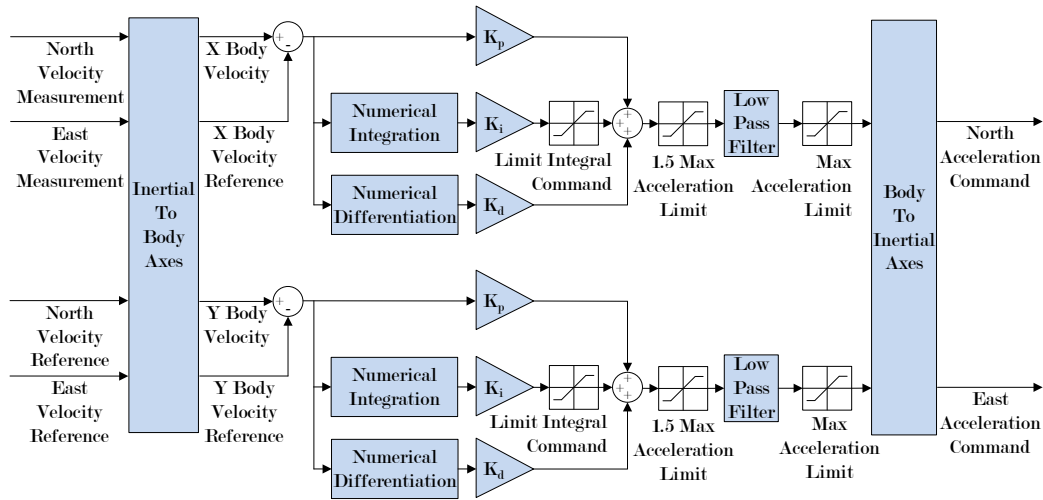 North
Velocity
Measurement
East
Velocity
Measurement
North
Velocity
Reference
East
Velocity
Reference
Inertial
To
Body
Axes
X Body
Velocity
X Body
Velocity
Reference
Y Body
Velocity
Y Body
Velocity
Reference
+
-
Kp
Numerical
Integration
Ki
Limit Integral
Command
Numerical
Differentiation
Kd
+
+
+
1.5 Max
Acceleration
Limit
Low
Pass
Filter
Max
Acceleration
Limit
+
-
Kp
Numerical
Integration
Ki
Limit Integral
Command
Numerical
Differentiation
Kd
+
+
+
1.5 Max
Acceleration
Limit
Low
Pass
Filter
Max
Acceleration
Limit
Body
To
Inertial
Axes
North
Acceleration
Command
East
Acceleration
Command